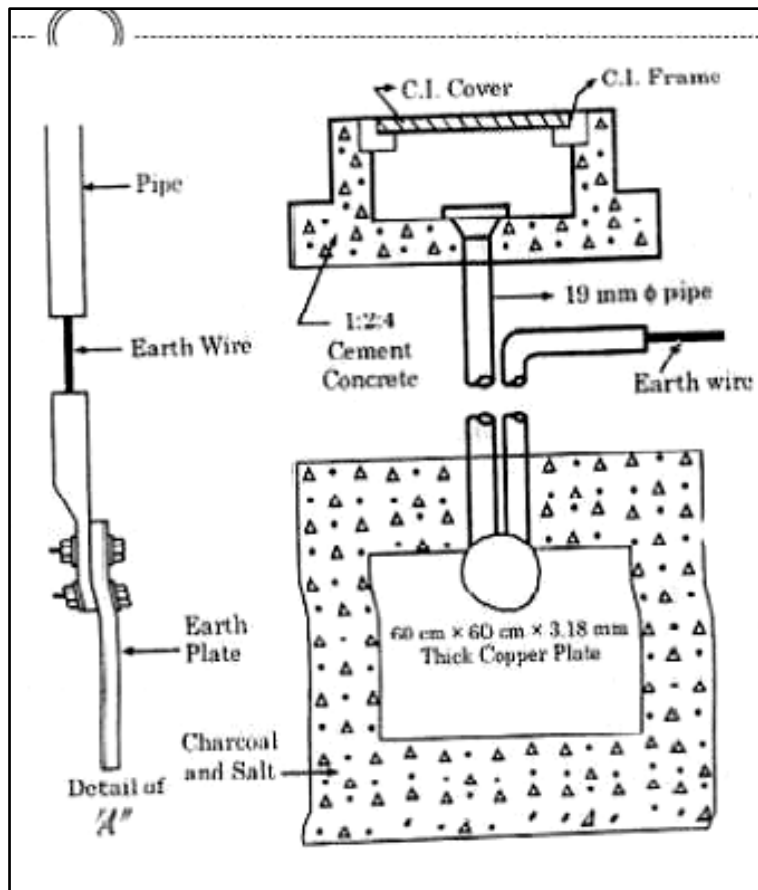 C.I. Cover
C.I. Frame
Pipe
19 mm ϕ pipe
1:2:4
Cement
Concrete
Earth Wire
Earth wire
60 cm × 60 cm × 3.18 mm
Thick Copper Plate
Earth
Plate
Charcoal
and Salt
Detail of
"A"